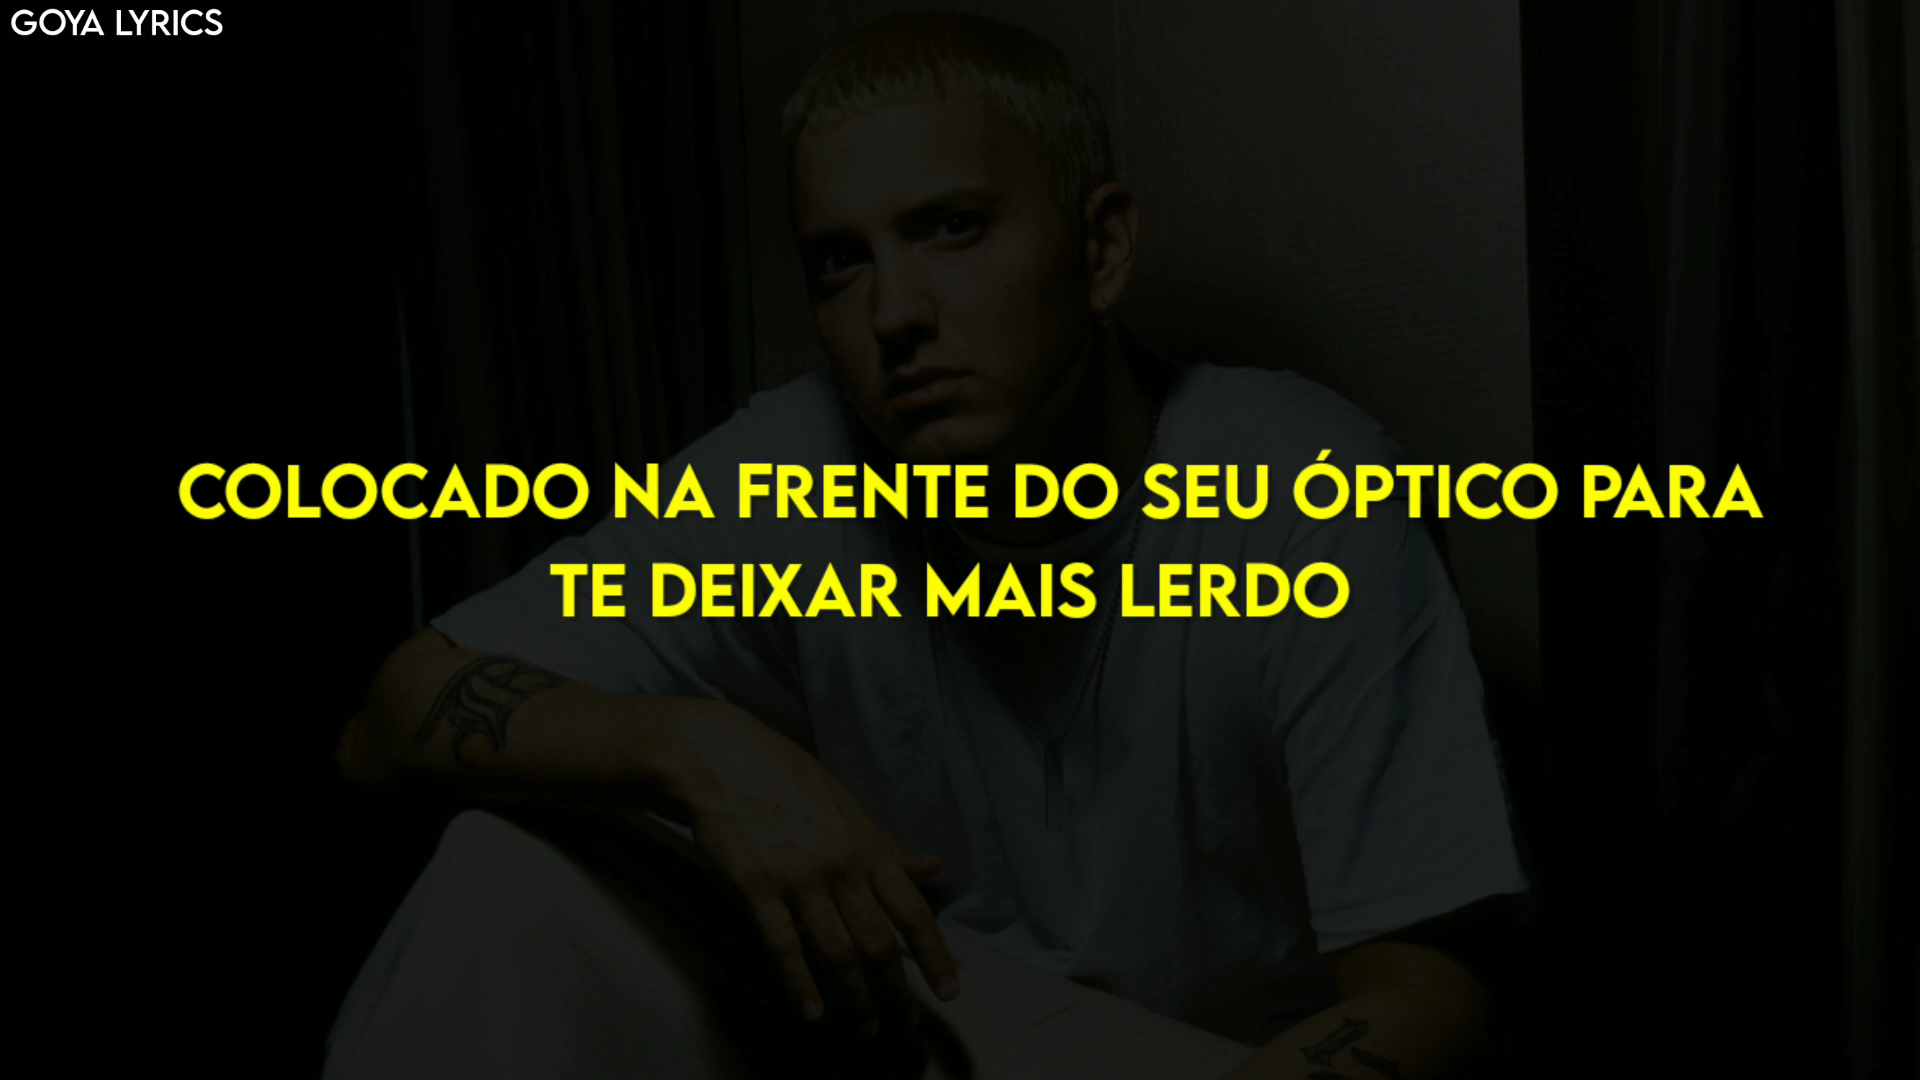 GOYA LYRICS
COLOCADO NA FRENTE DO SEU ÓPTICO PARA
TE DEIXAR MAIS LERDO